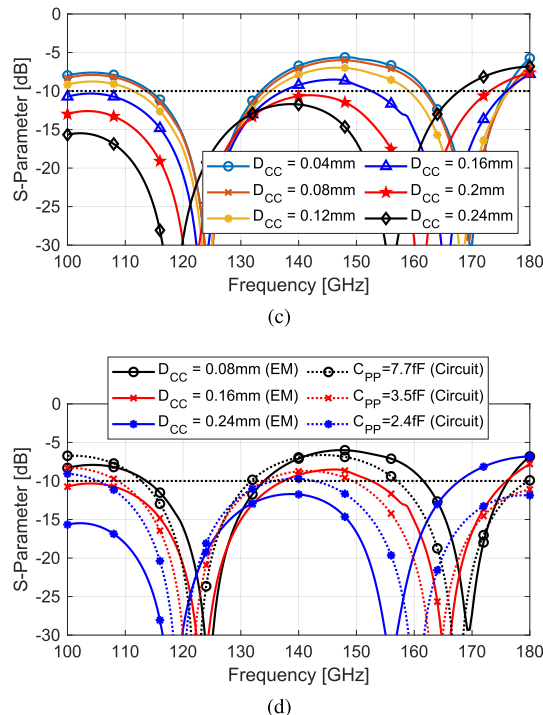 0
-5
-10
-15
-20
-25
-30
S-Parameter [dB]
D_CC = 0.04mm
D_CC = 0.16mm
D_CC = 0.08mm
D_CC = 0.2mm
D_CC = 0.12mm
D_CC = 0.24mm
100 110 120 130 140 150 160 170 180
Frequency [GHz]
(c)
D_CC = 0.08mm (EM)
C_PP=7.7fF (Circuit)
D_CC = 0.16mm (EM)
C_PP=3.5fF (Circuit)
D_CC = 0.24mm (EM)
C_PP=2.4fF (Circuit)
0
-5
-10
-15
-20
-25
-30
S-Parameter [dB]
100 110 120 130 140 150 160 170 180
Frequency [GHz]
(d)